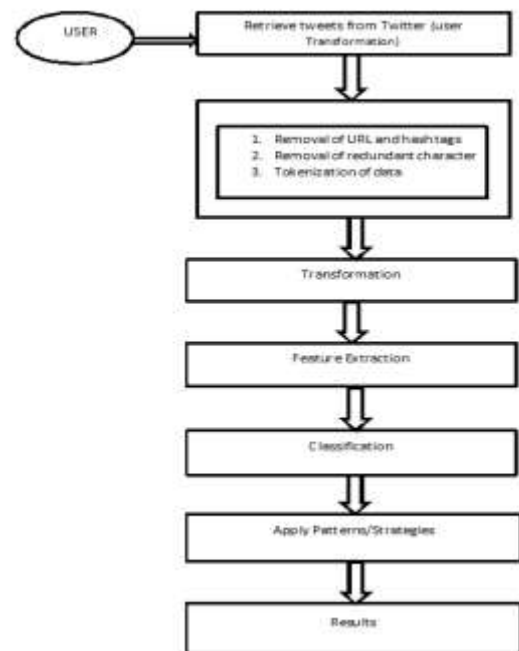 USER
Retrieve tweets from Twitter (user
Transformation)
1. Removal of URL and hash tags
2. Removal of redundant character
3. Tokenization of data
Transformation
Feature Extraction
Classification
Apply Patterns/Strategies
Results